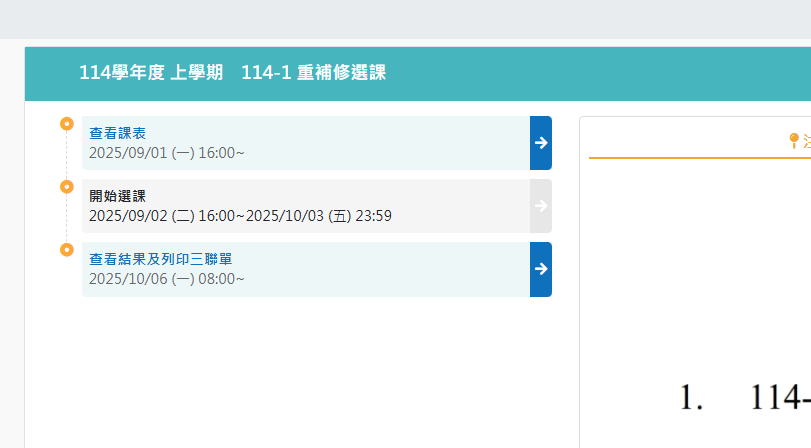 114學年度 上學期 114-1 重補修選課
查看課表
2025/09/01 (一) 16:00~
開始選課
2025/09/02 (二) 16:00~2025/10/03 (五) 23:59
查看結果及列印三聯單
2025/10/06 (一) 08:00~
1. 114-